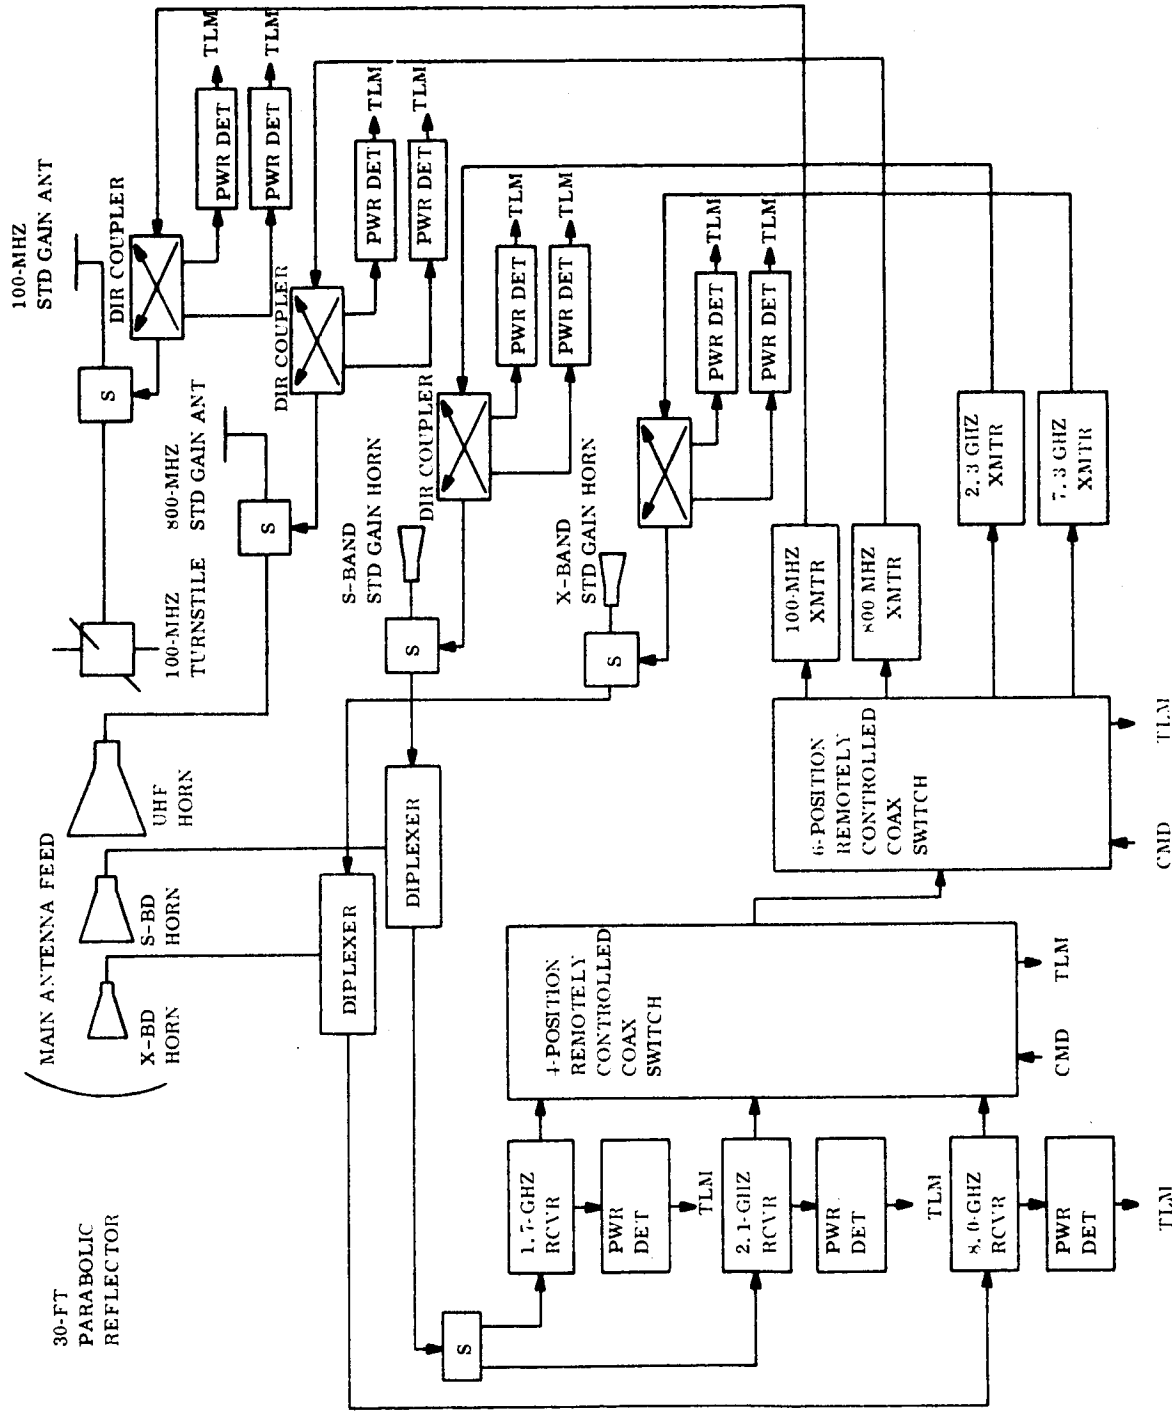 30-FT
PARABOLIC
REFLECTOR
MAIN ANTENNA FEED
X-BD
HORN
S-BD
HORN
UHF
HORN
100-MHZ
TURNSTILE
100-MHZ
STD GAIN ANT
S
DIR COUPLER
PWR DET
TLM
PWR DET
TLM
800-MHZ
STD GAIN ANT
S
DIR COUPLER
PWR DET
TLM
PWR DET
TLM
S-BAND
STD GAIN HORN
S
DIR COUPLER
PWR DET
TLM
PWR DET
TLM
X-BAND
STD GAIN HORN
S
PWR DET
TLM
PWR DET
TLM
DIPLEXER
DIPLEXER
S
1.7-GHZ
RCVR
PWR
DET
TLM
2.1-GHZ
RCVR
PWR
DET
TLM
8.0-GHZ
RCVR
PWR
DET
TLM
4-POSITION
REMOTELY
CONTROLLED
COAX
SWITCH
CMD
TLM
6-POSITION
REMOTELY
CONTROLLED
COAX
SWITCH
CMD
TLM
100-MHZ
XMTR
800 MHZ
XMTR
2.3 GHZ
XMTR
7.3 GHZ
XMTR